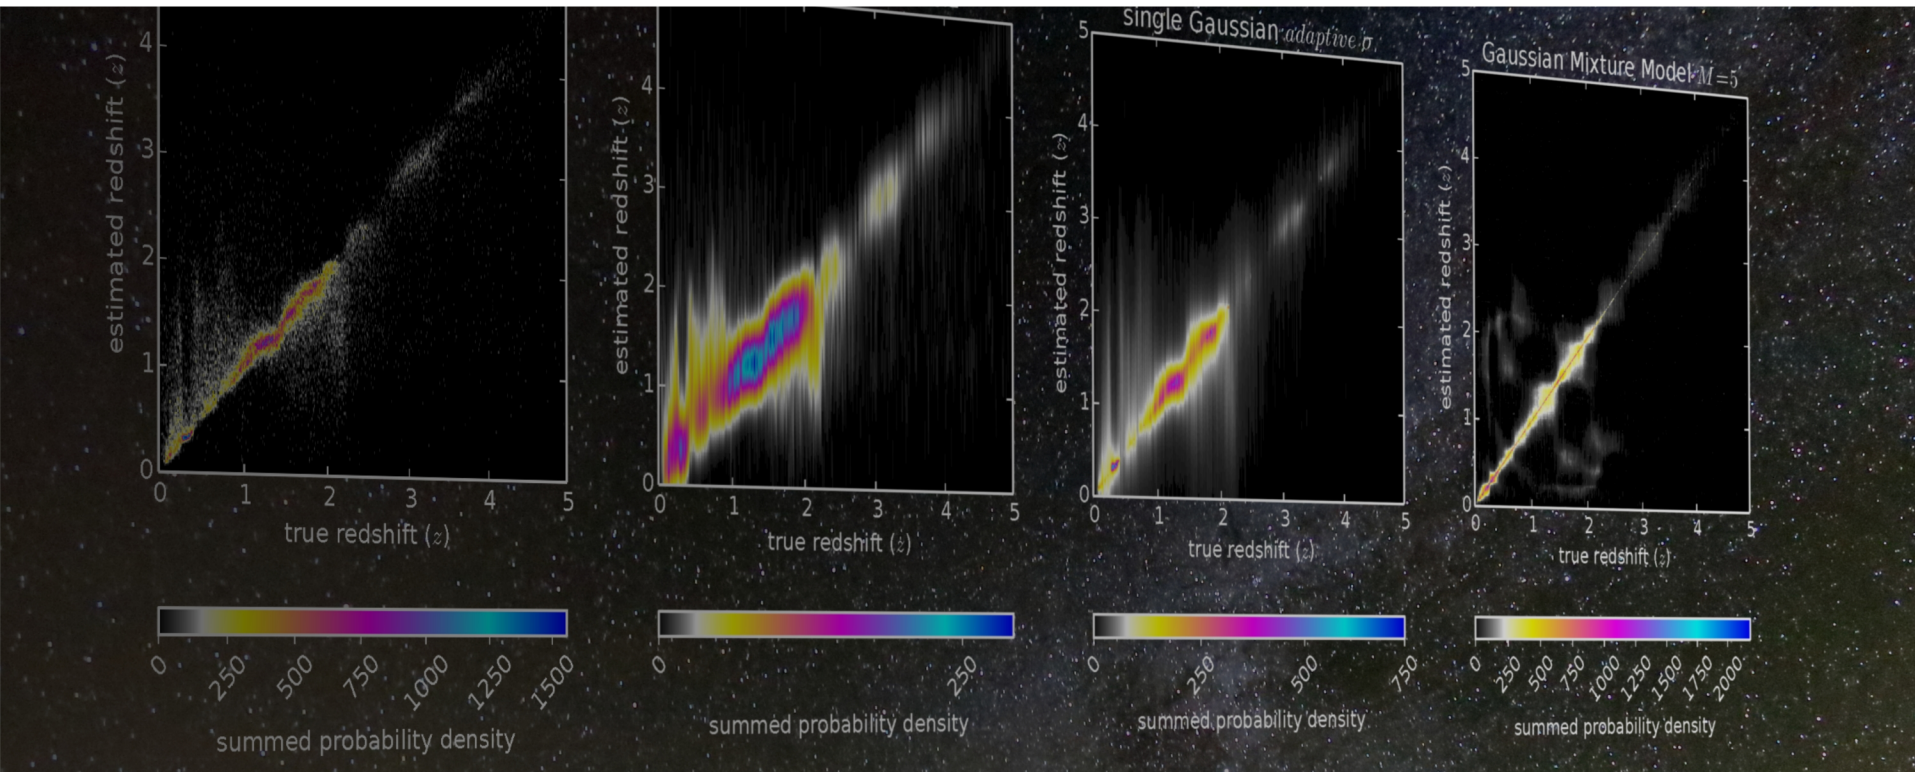 single Gaussian adaptive σ
Gaussian Mixture Model M=5
estimated redshift (z)
4
3
2
1
0
0 1 2 3 4 5
true redshift (z)
0 250 500 750 1000 1250 1500
summed probability density
estimated redshift (z)
4
3
2
1
0
0 1 2 3 4 5
true redshift (z)
0 250
summed probability density
estimated redshift (z)
5
4
3
2
1
0
0 1 2 3 4 5
true redshift (z)
0 250 500 750
summed probability density
estimated redshift (z)
5
4
3
2
1
0
0 1 2 3 4 5
true redshift (z)
0 250 500 750 1000 1250 1500 1750 2000
summed probability density